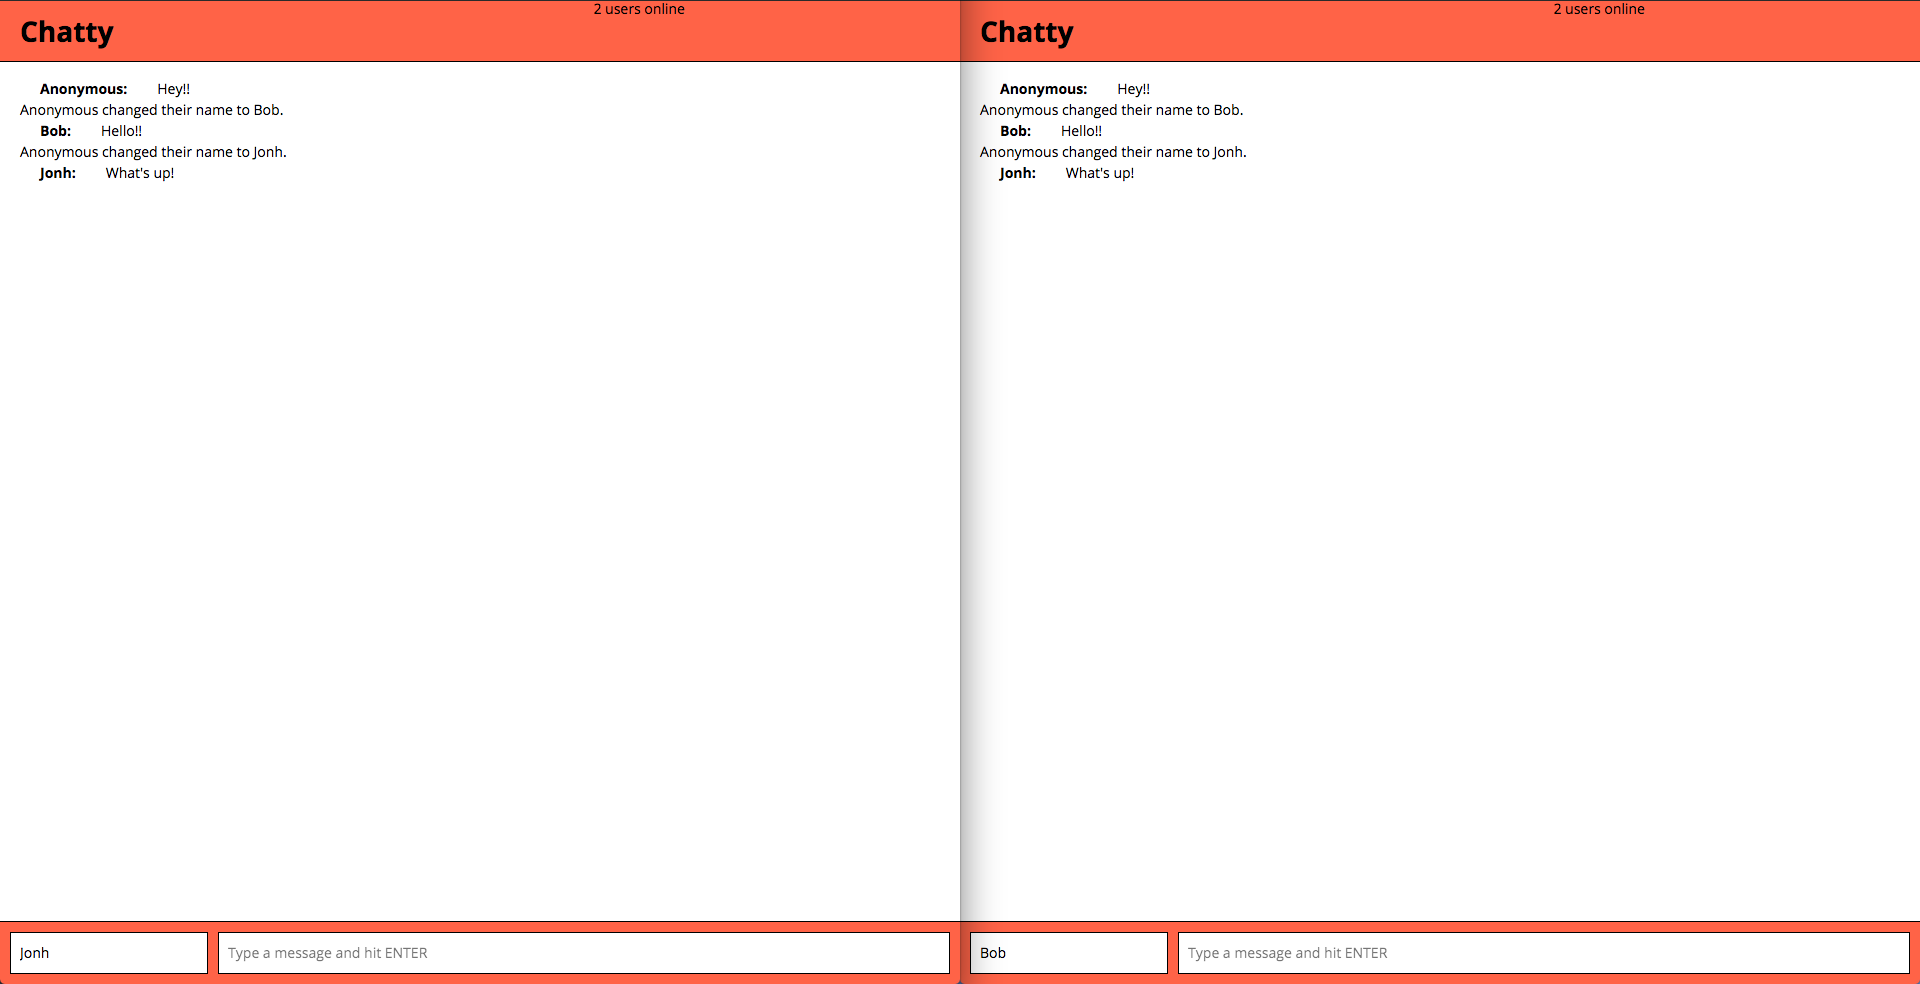 2 users online
Chatty
Anonymous: Hey!!
Anonymous changed their name to Bob.
Bob: Hello!!
Anonymous changed their name to Jonh.
Jonh: What's up!
Jonh
Type a message and hit ENTER
2 users online
Chatty
Anonymous: Hey!!
Anonymous changed their name to Bob.
Bob: Hello!!
Anonymous changed their name to Jonh.
Jonh: What's up!
Bob
Type a message and hit ENTER